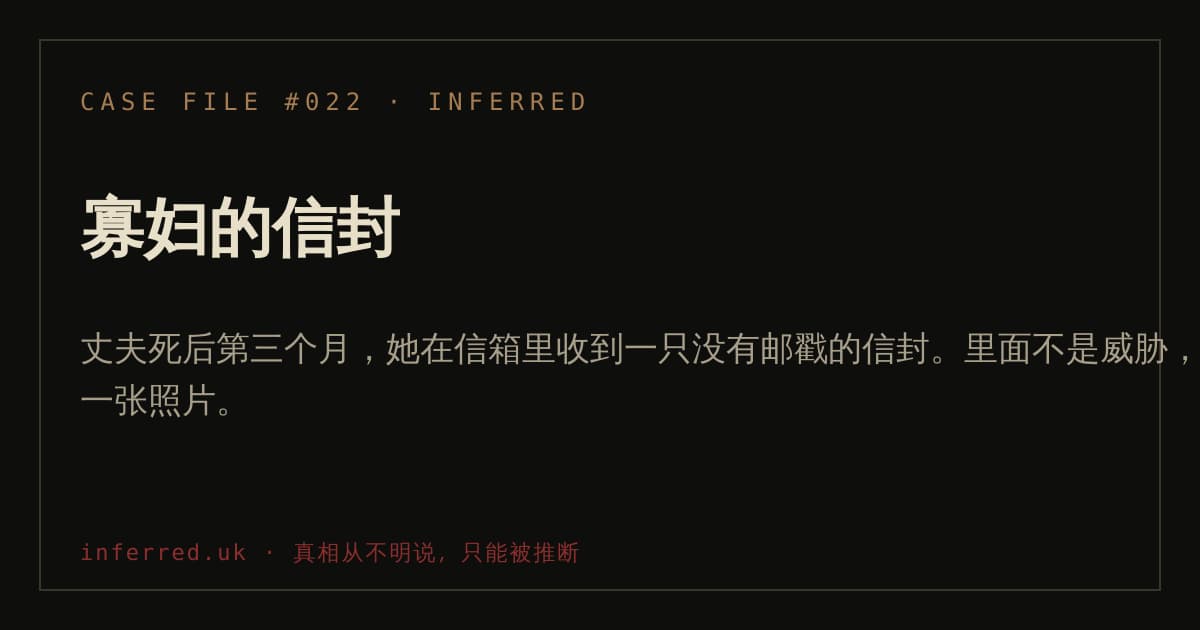 CASE FILE #022 · INFERRED
寡妇的信封
丈夫死后第三个月，她在信箱里收到一只没有邮戳的信封。里面不是威胁，
一张照片。
inferred.uk · 真相从不明说，只能被推断